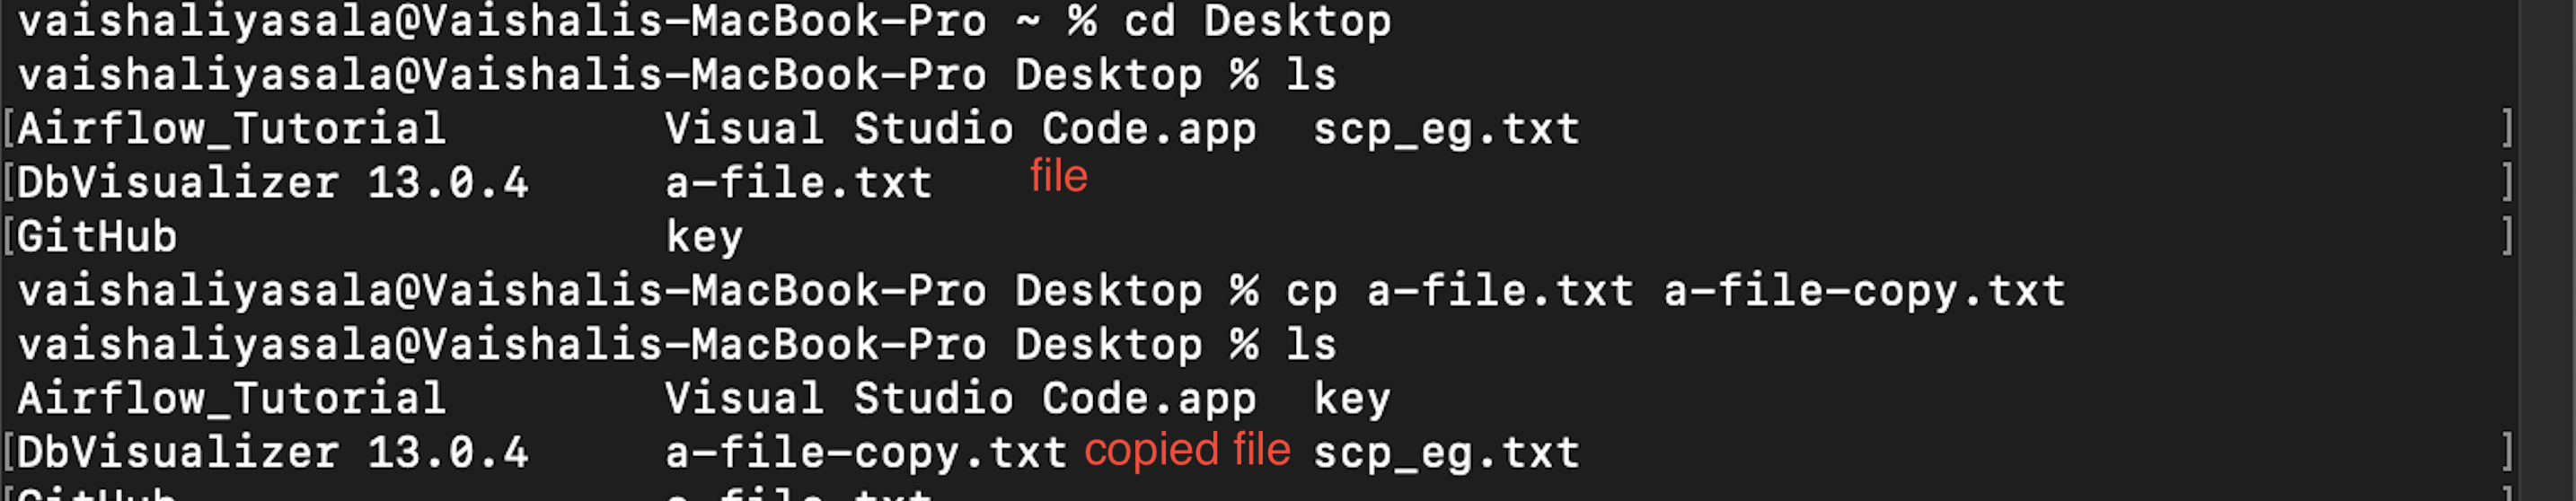 vaishaliyasala@Vaishalis-MacBook-Pro ~ % cd Desktop
vaishaliyasala@Vaishalis-MacBook-Pro Desktop % ls
[Airflow_Tutorial Visual Studio Code.app scp_eg.txt ]
[DbVisualizer 13.0.4 a-file.txt file ]
[GitHub key ]
vaishaliyasala@Vaishalis-MacBook-Pro Desktop % cp a-file.txt a-file-copy.txt
vaishaliyasala@Vaishalis-MacBook-Pro Desktop % ls
Airflow_Tutorial Visual Studio Code.app key
[DbVisualizer 13.0.4 a-file-copy.txt copied file scp_eg.txt ]
[GitHub a-file.txt ]